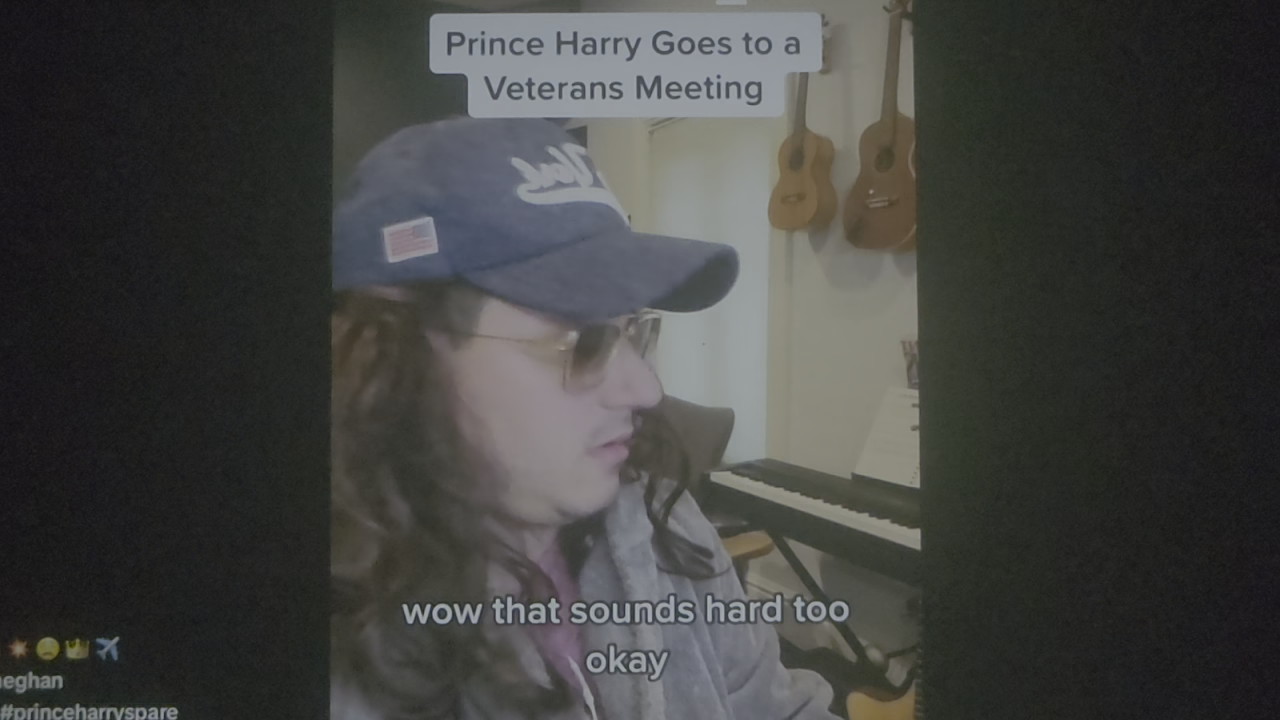 Prince Harry Goes to a
Veterans Meeting
wow that sounds hard too
okay
eghan
#princeharryspare